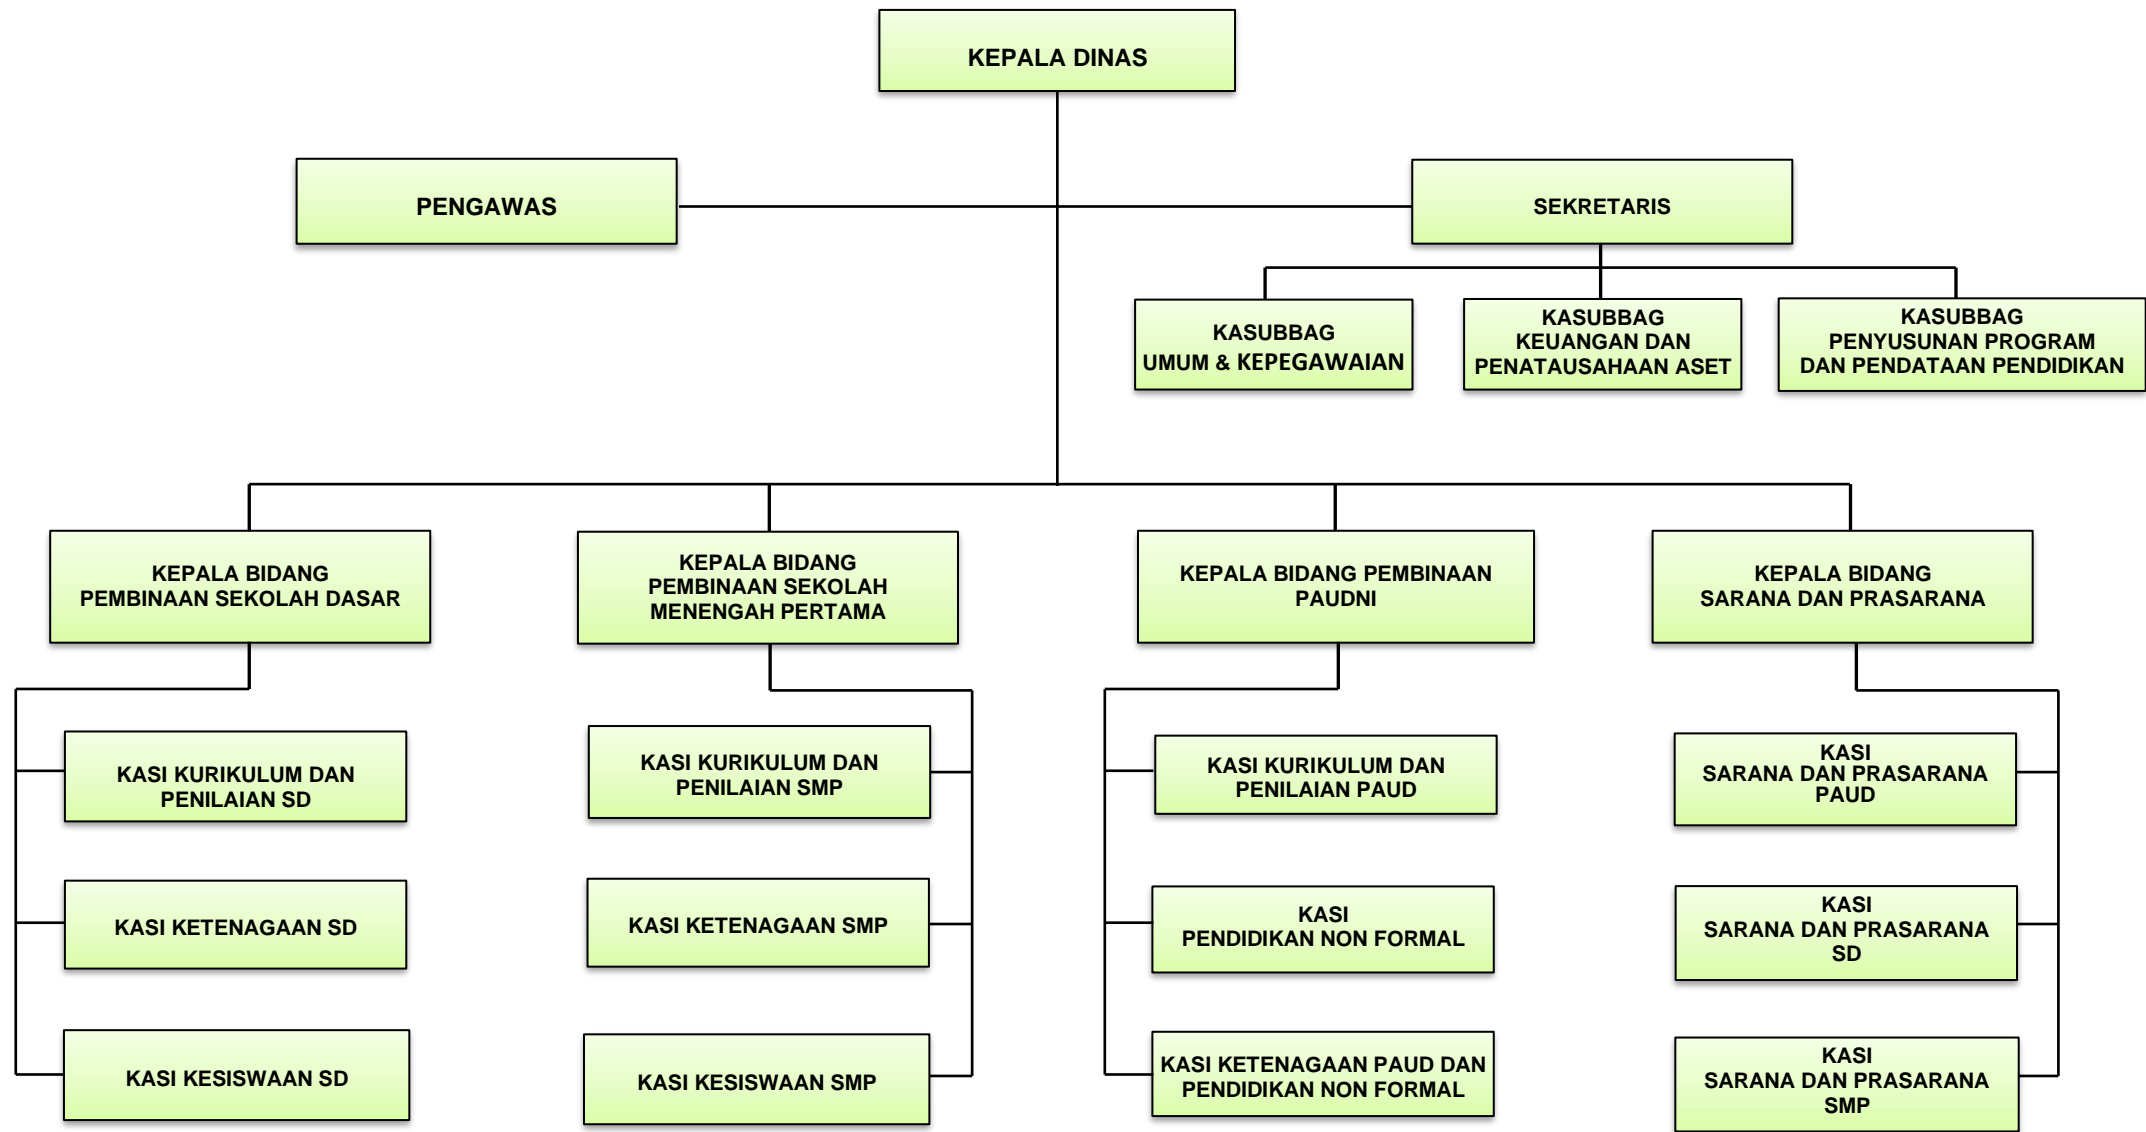 KEPALA DINAS
PENGAWAS
SEKRETARIS
KASUBBAG
UMUM & KEPEGAWAIAN
KASUBBAG
KEUANGAN DAN
PENATAUSAHAAN ASET
KASUBBAG
PENYUSUNAN PROGRAM
DAN PENDATAAN PENDIDIKAN
KEPALA BIDANG
PEMBINAAN SEKOLAH DASAR
KEPALA BIDANG
PEMBINAAN SEKOLAH
MENENGAH PERTAMA
KEPALA BIDANG PEMBINAAN
PAUDNI
KEPALA BIDANG
SARANA DAN PRASARANA
KASI KURIKULUM DAN
PENILAIAN SD
KASI KURIKULUM DAN
PENILAIAN SMP
KASI KURIKULUM DAN
PENILAIAN PAUD
KASI
SARANA DAN PRASARANA
PAUD
KASI KETENAGAAN SD
KASI KETENAGAAN SMP
KASI
PENDIDIKAN NON FORMAL
KASI
SARANA DAN PRASARANA
SD
KASI KESISWAAN SD
KASI KESISWAAN SMP
KASI KETENAGAAN PAUD DAN
PENDIDIKAN NON FORMAL
KASI
SARANA DAN PRASARANA
SMP